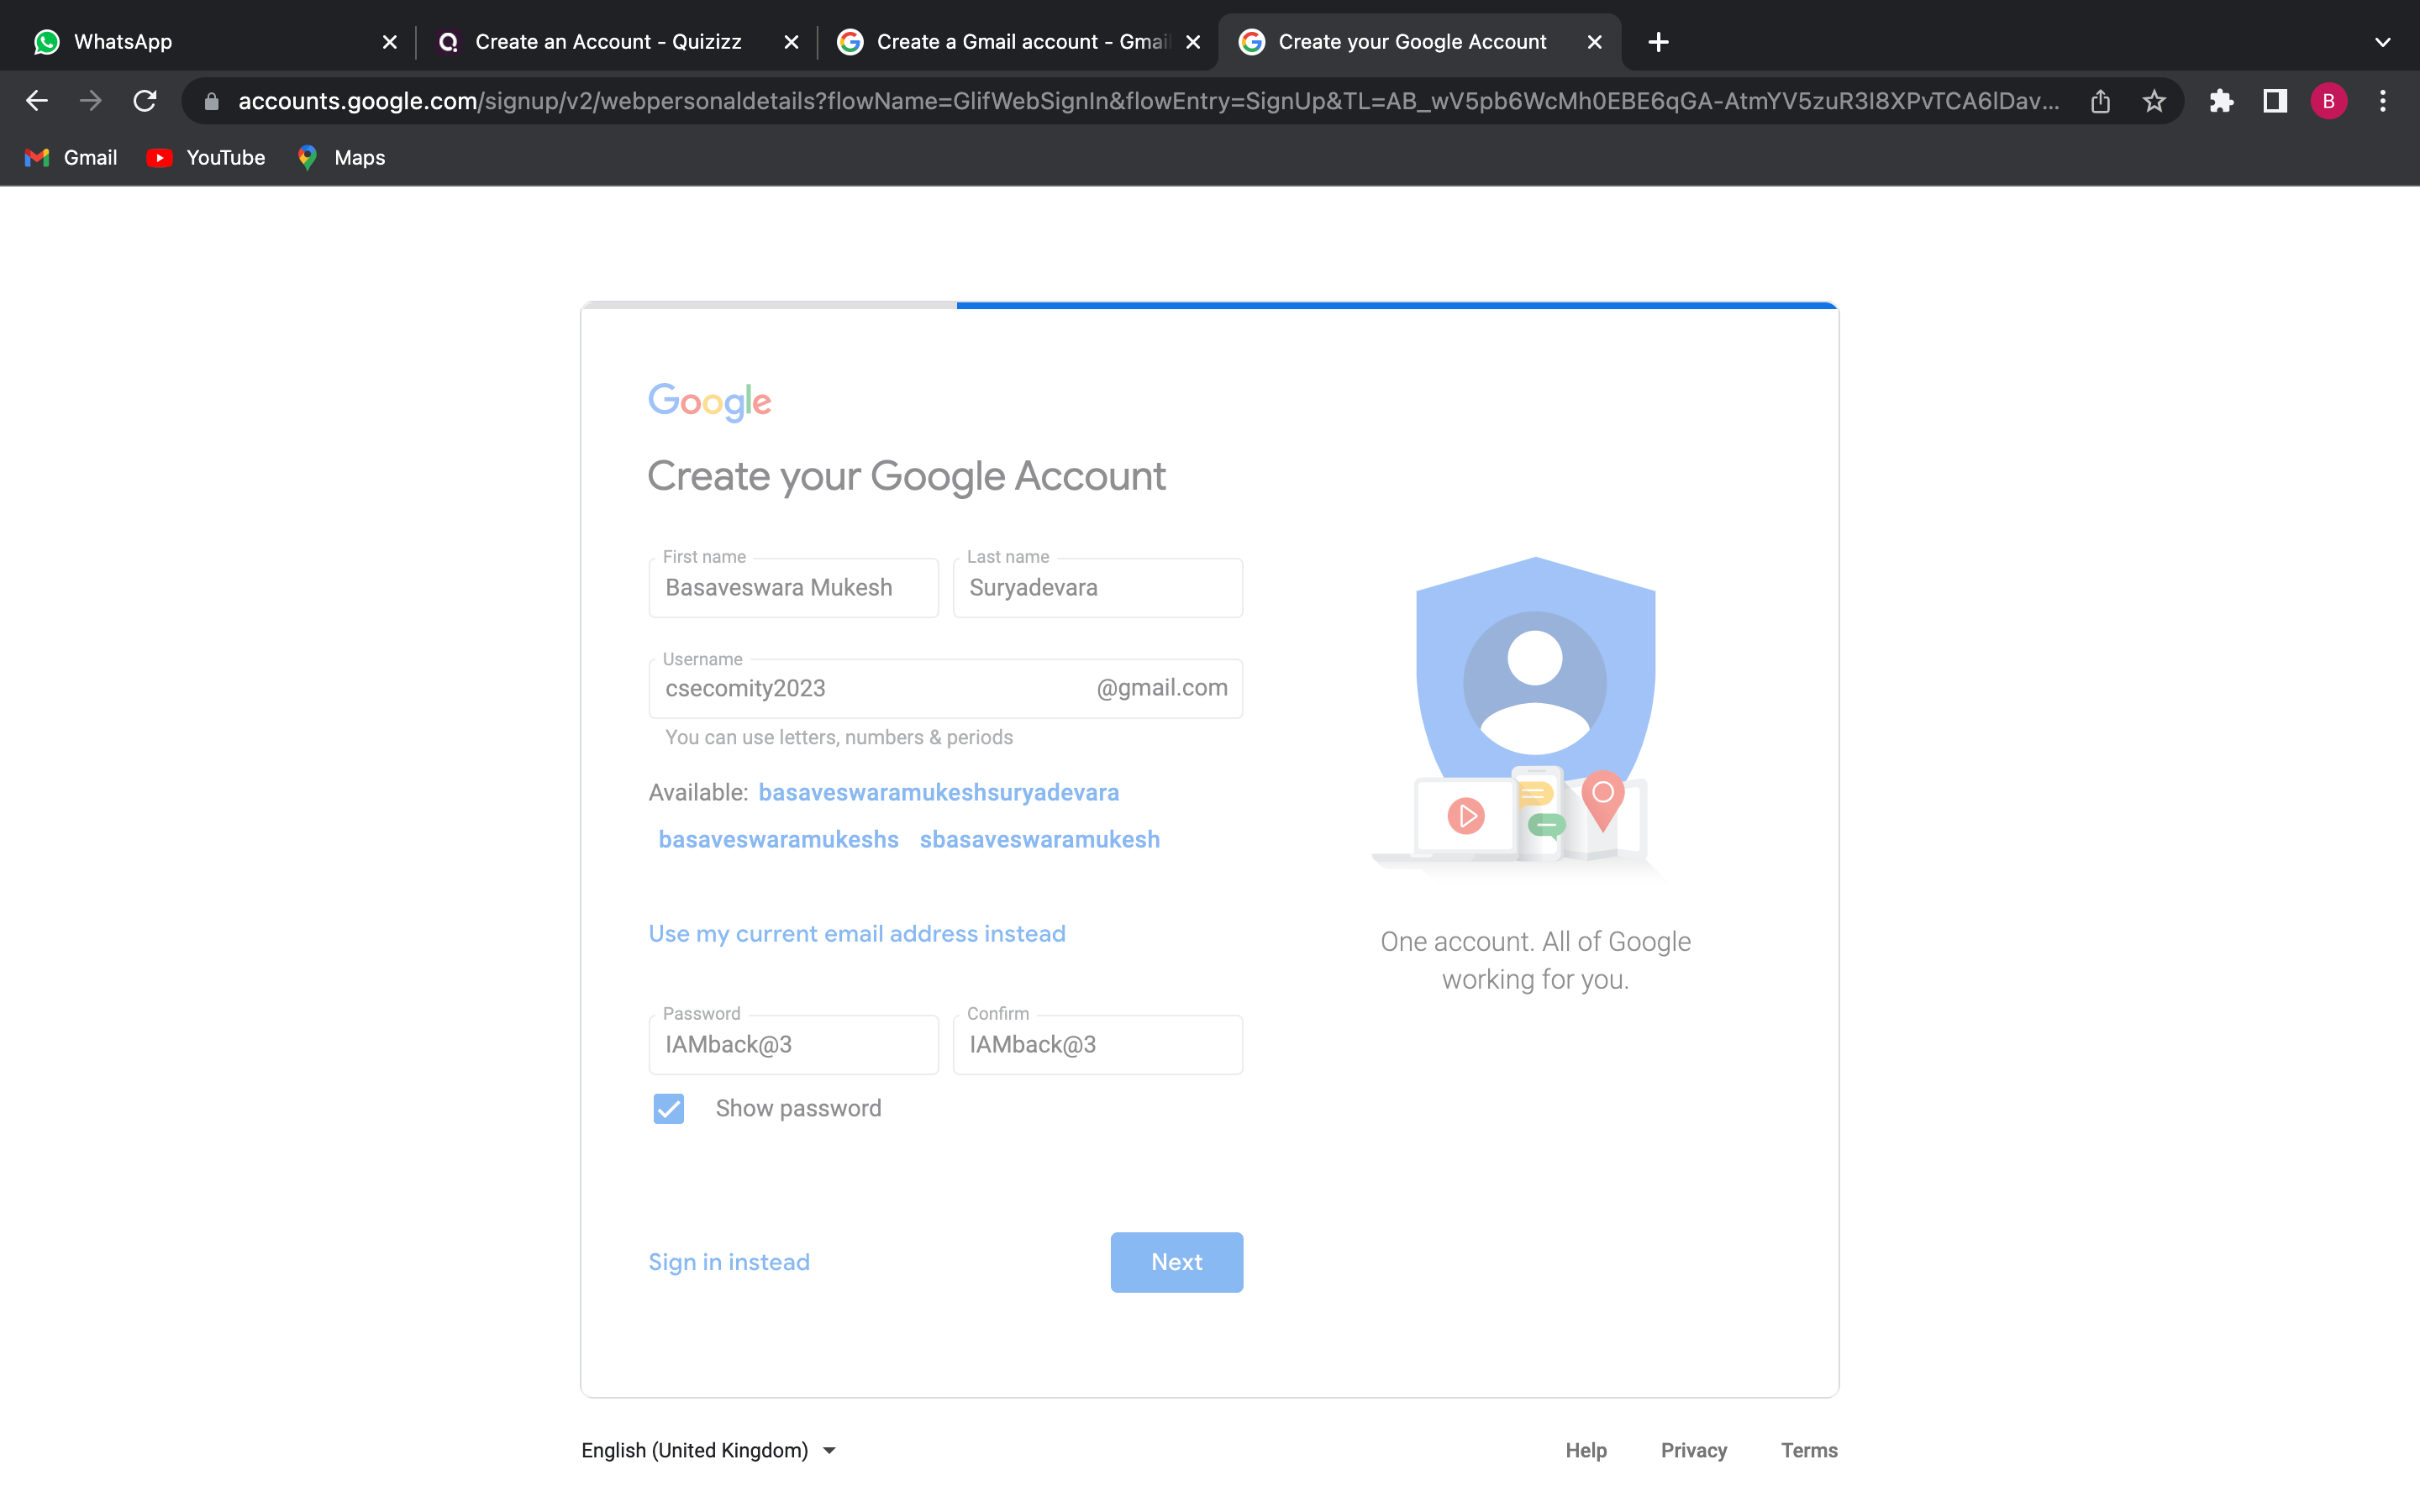 WhatsApp
Create an Account - Quizizz
Create a Gmail account - Gmail
Create your Google Account
accounts.google.com/signup/v2/webpersonaldetails?flowName=GlifWebSignIn&flowEntry=SignUp&TL=AB_wV5pb6WcMh0EBE6qGA-AtmYV5zuR3I8XPvTCA6lDav...
B
Gmail
YouTube
Maps
Google
Create your Google Account
First name
Last name
Basaveswara Mukesh
Suryadevara
Username
csecomity2023
@gmail.com
You can use letters, numbers & periods
Available: basaveswaramukeshsuryadevara
basaveswaramukeshs sbasaveswaramukesh
Use my current email address instead
One account. All of Google
working for you.
Password
Confirm
IAMback@3
IAMback@3
Show password
Sign in instead
Next
English (United Kingdom)
Help
Privacy
Terms